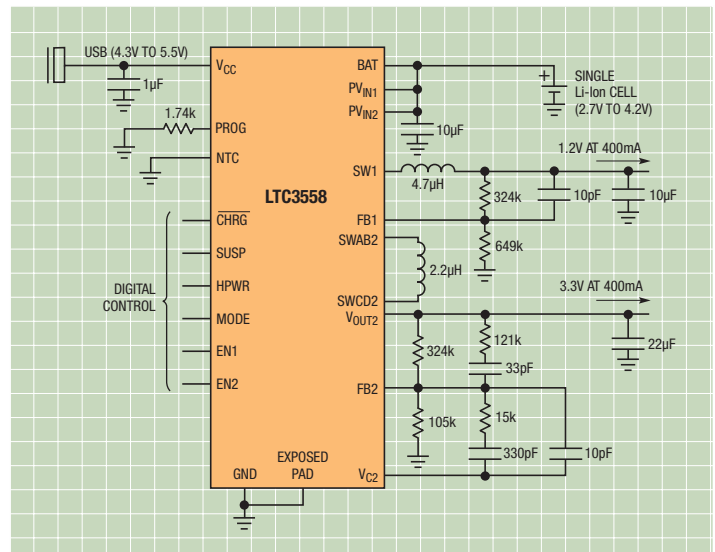 USB (4.3V TO 5.5V)
1µF
1.74k
VCC
PROG
NTC
LTC3558
CHRG
SUSP
HPWR
MODE
EN1
EN2
DIGITAL
CONTROL
GND
EXPOSED
PAD
BAT
PVIN1
PVIN2
10µF
+
SINGLE
Li-Ion CELL
(2.7V TO 4.2V)
SW1
4.7µH
1.2V AT 400mA
324k
10pF
10µF
FB1
649k
SWAB2
2.2µH
SWCD2
3.3V AT 400mA
VOUT2
324k
121k
33pF
22µF
FB2
105k
15k
330pF
10pF
VC2